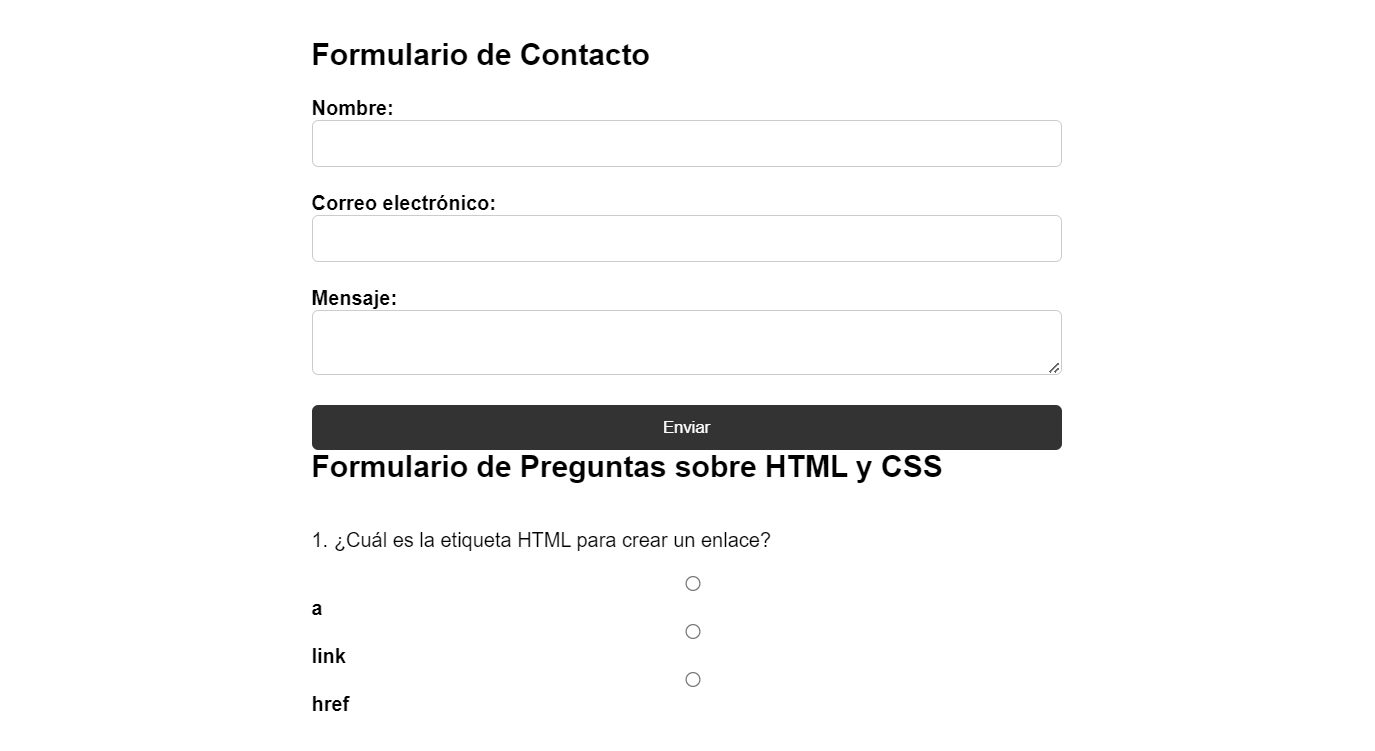 Formulario de Contacto
Nombre:
Correo electrónico:
Mensaje:
Enviar
Formulario de Preguntas sobre HTML y CSS
1. ¿Cuál es la etiqueta HTML para crear un enlace?
a
link
href